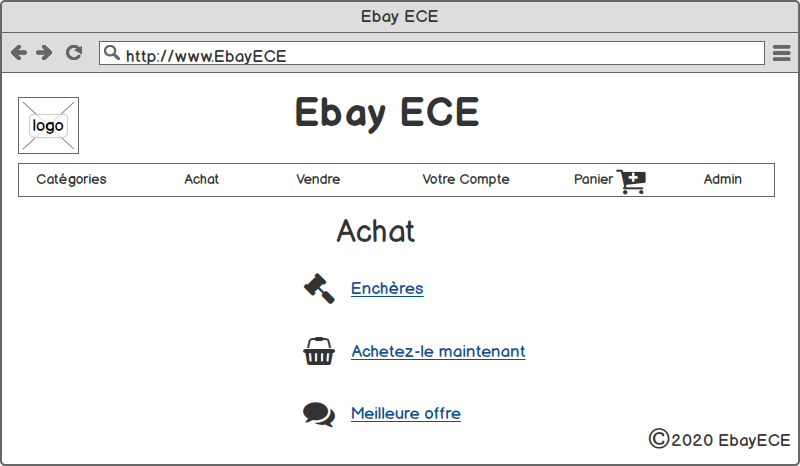 Ebay ECE
http://www.EbayECE
logo
Ebay ECE
Catégories Achat Vendre Votre Compte Panier Admin
Achat
Enchères
Achetez-le maintenant
Meilleure offre
©2020 EbayECE